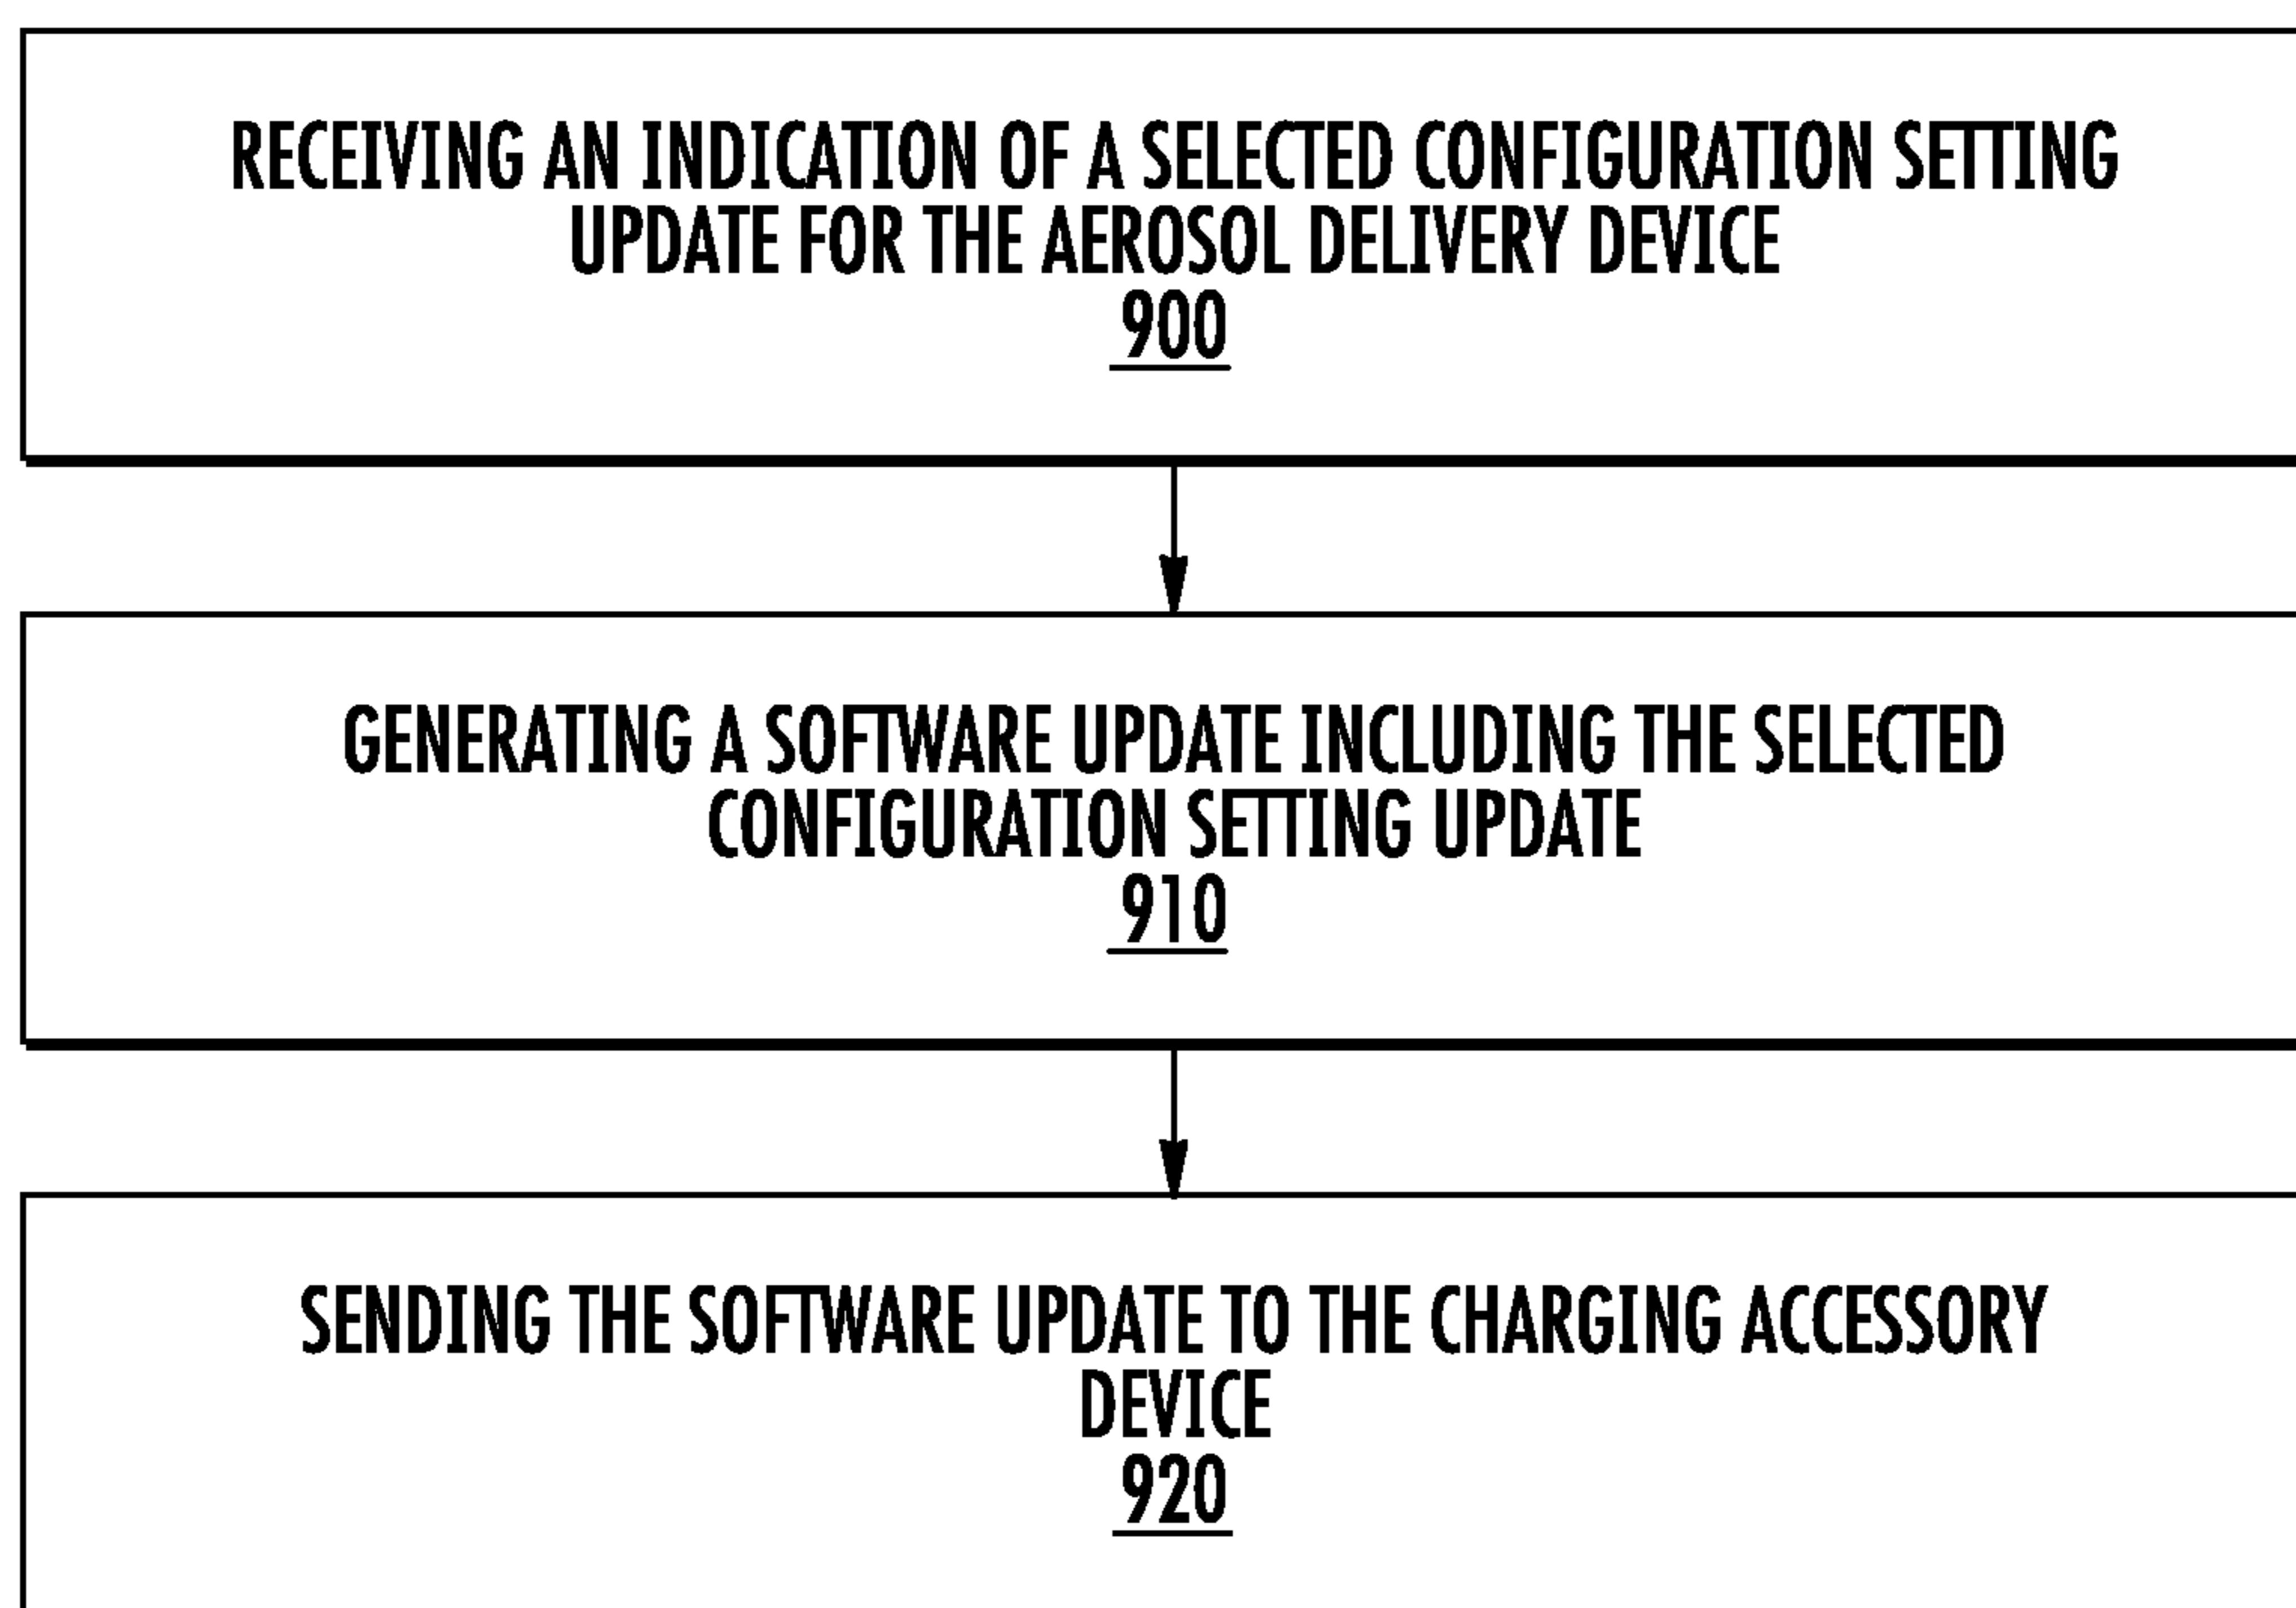 RECEIVING AN INDICATION OF A SELECTED CONFIGURATION SETTING
UPDATE FOR THE AEROSOL DELIVERY DEVICE
900
GENERATING A SOFTWARE UPDATE INCLUDING THE SELECTED
CONFIGURATION SETTING UPDATE
910
SENDING THE SOFTWARE UPDATE TO THE CHARGING ACCESSORY
DEVICE
920